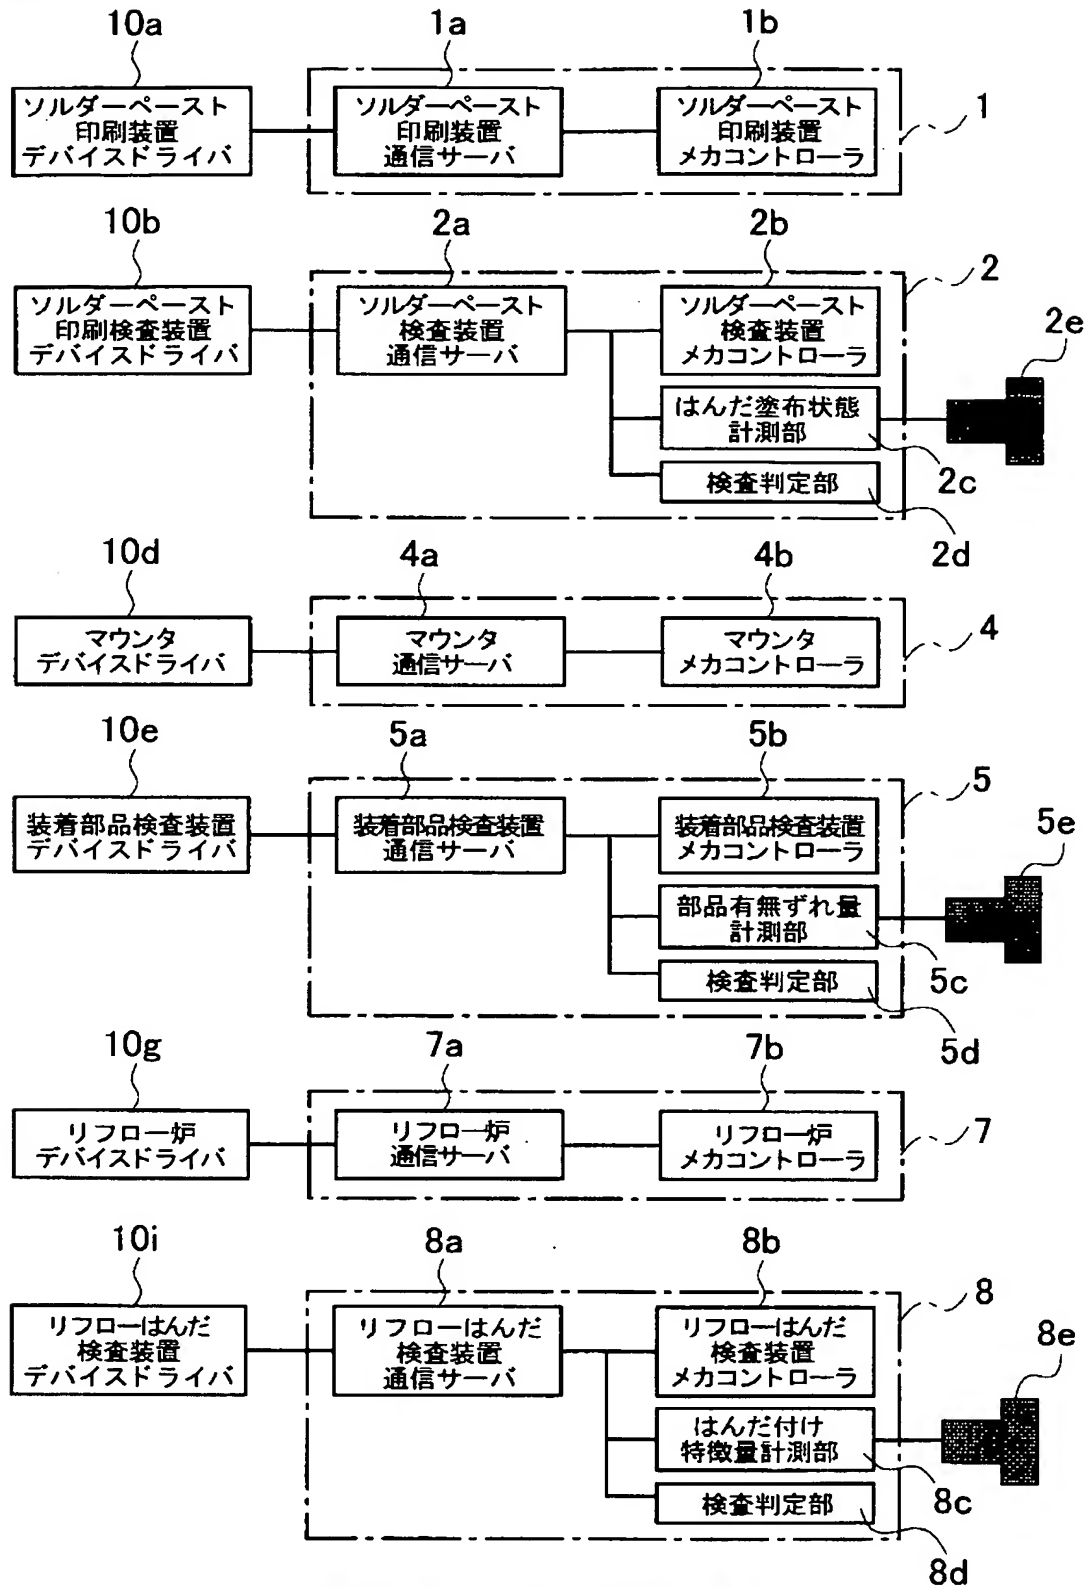 10a
1a
1b
ソルダーペースト
印刷装置
デバイスドライバ
ソルダーペースト
印刷装置
通信サーバ
ソルダーペースト
印刷装置
メカコントローラ
1
10b
2a
2b
ソルダーペースト
印刷検査装置
デバイスドライバ
ソルダーペースト
検査装置
通信サーバ
ソルダーペースト
検査装置
メカコントローラ
2
2e
はんだ塗布状態
計測部
2c
検査判定部
2d
10d
4a
4b
マウンタ
デバイスドライバ
マウンタ
通信サーバ
マウンタ
メカコントローラ
4
10e
5a
5b
装着部品検査装置
デバイスドライバ
装着部品検査装置
通信サーバ
装着部品検査装置
メカコントローラ
5
5e
部品有無ずれ量
計測部
5c
検査判定部
5d
10g
7a
7b
リフロー炉
デバイスドライバ
リフロー炉
通信サーバ
リフロー炉
メカコントローラ
7
10i
8a
8b
リフローはんだ
検査装置
デバイスドライバ
リフローはんだ
検査装置
通信サーバ
リフローはんだ
検査装置
メカコントローラ
8
8e
はんだ付け
特徴量計測部
8c
検査判定部
8d